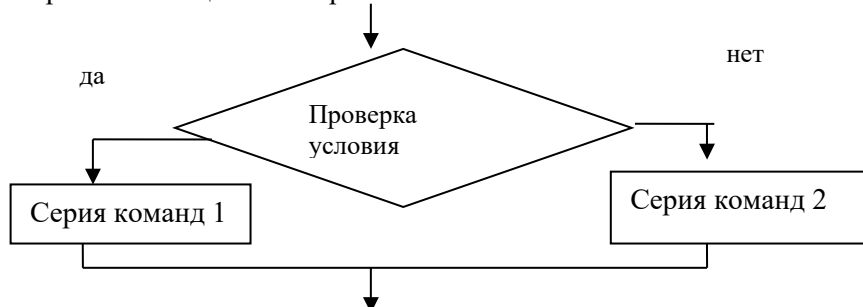 да
нет
Проверка
условия
Серия команд 1
Серия команд 2